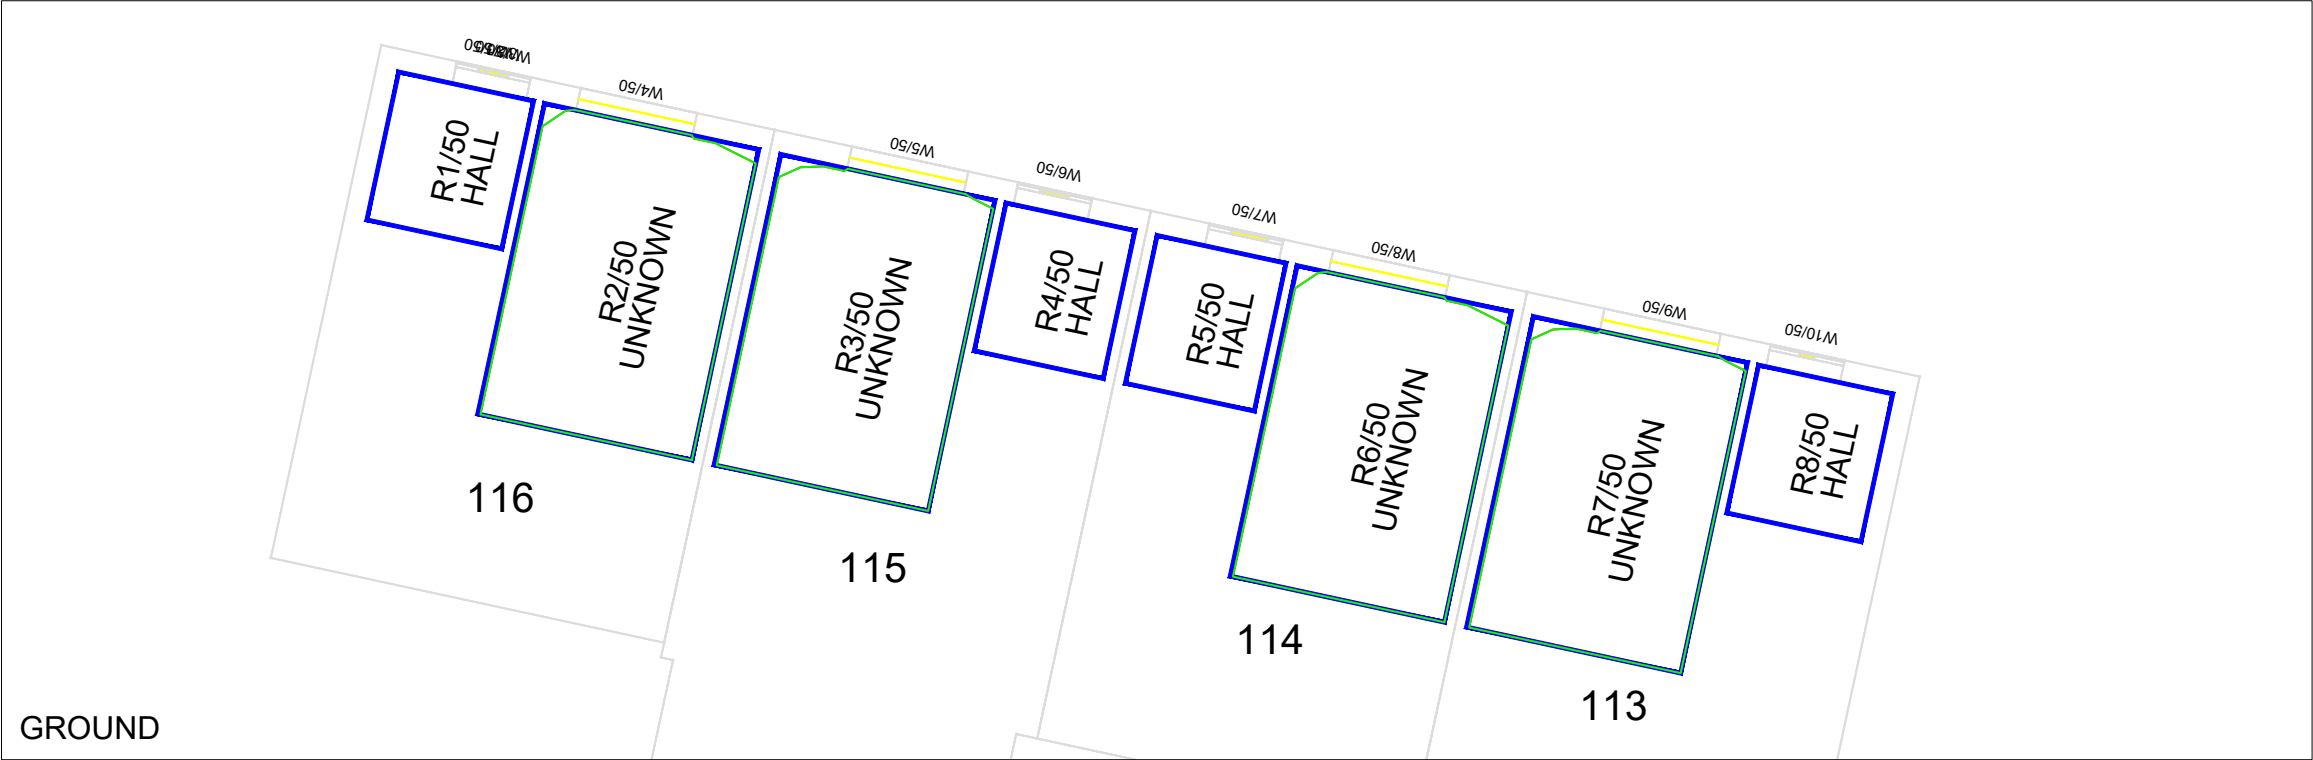 W4/50
W5/50
W6/50
W7/50
W8/50
W9/50
W10/50
R1/50
HALL
R2/50
UNKNOWN
R3/50
UNKNOWN
R4/50
HALL
R5/50
HALL
R6/50
UNKNOWN
R7/50
UNKNOWN
R8/50
HALL
116
115
114
113
GROUND